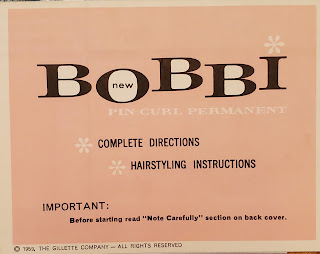 BOBBI
new
PIN CURL PERMANENT
COMPLETE DIRECTIONS
HAIRSTYLING INSTRUCTIONS
IMPORTANT:
Before starting read "Note Carefully" section on back cover.
© 1959, THE GILLETTE COMPANY — ALL RIGHTS RESERVED